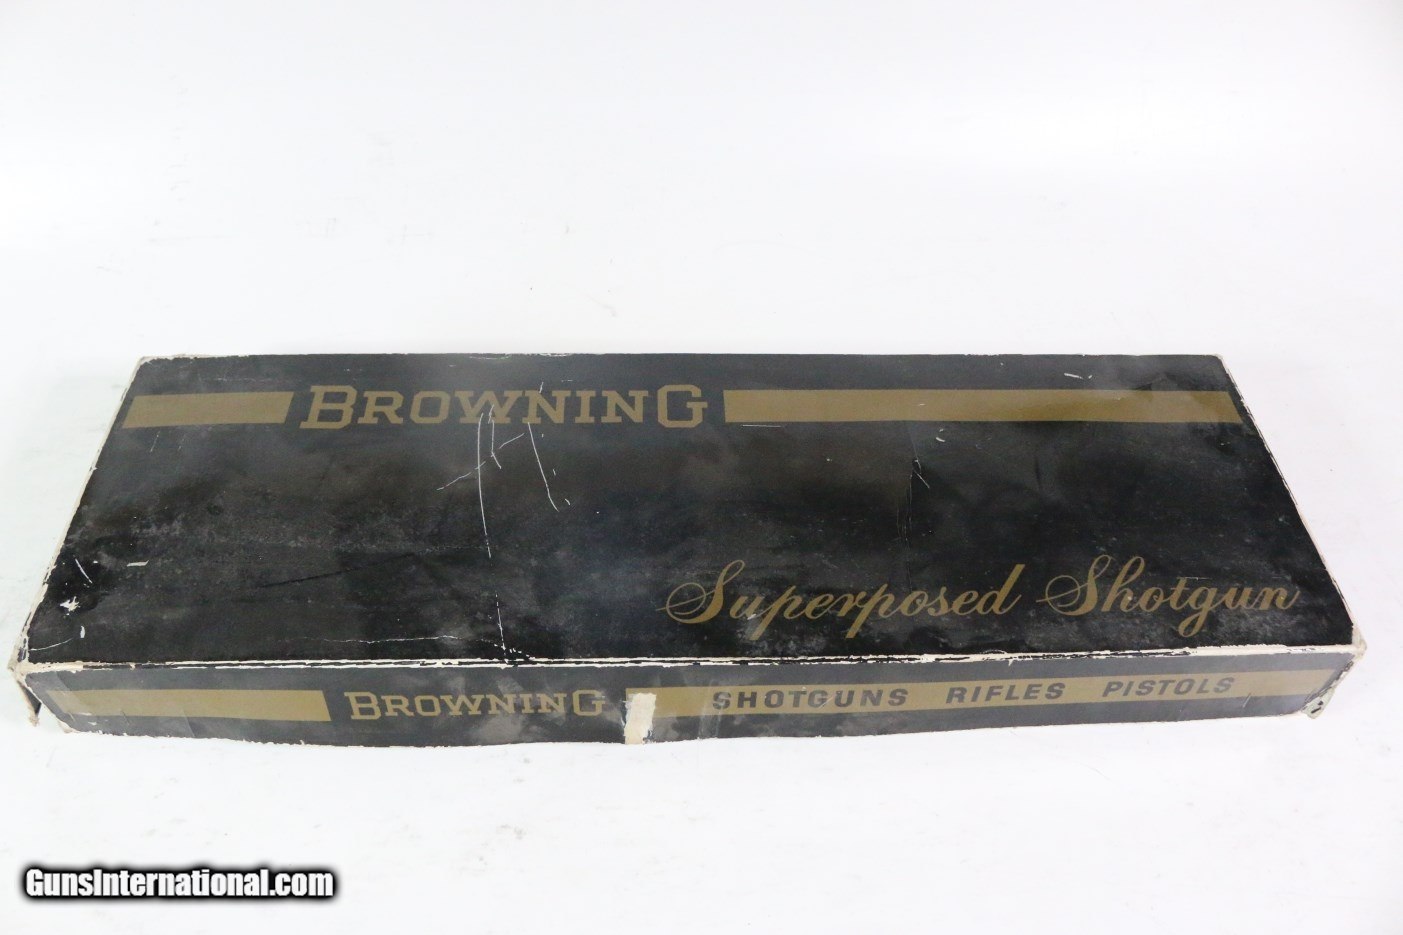 BROWNING
Superposed Shotgun
BROWNING SHOTGUNS RIFLES PISTOLS
GunsInternational.com